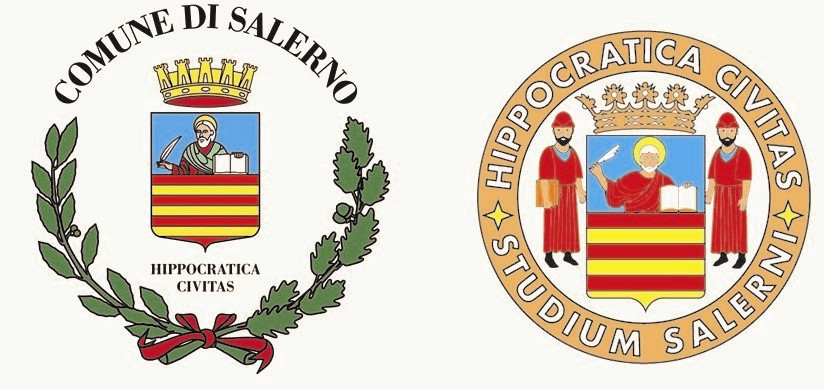 COMUNE DI SALERNO
HIPPOCRATICA
CIVITAS
HIPPOCRATICA CIVITAS
STUDIUM SALERNI